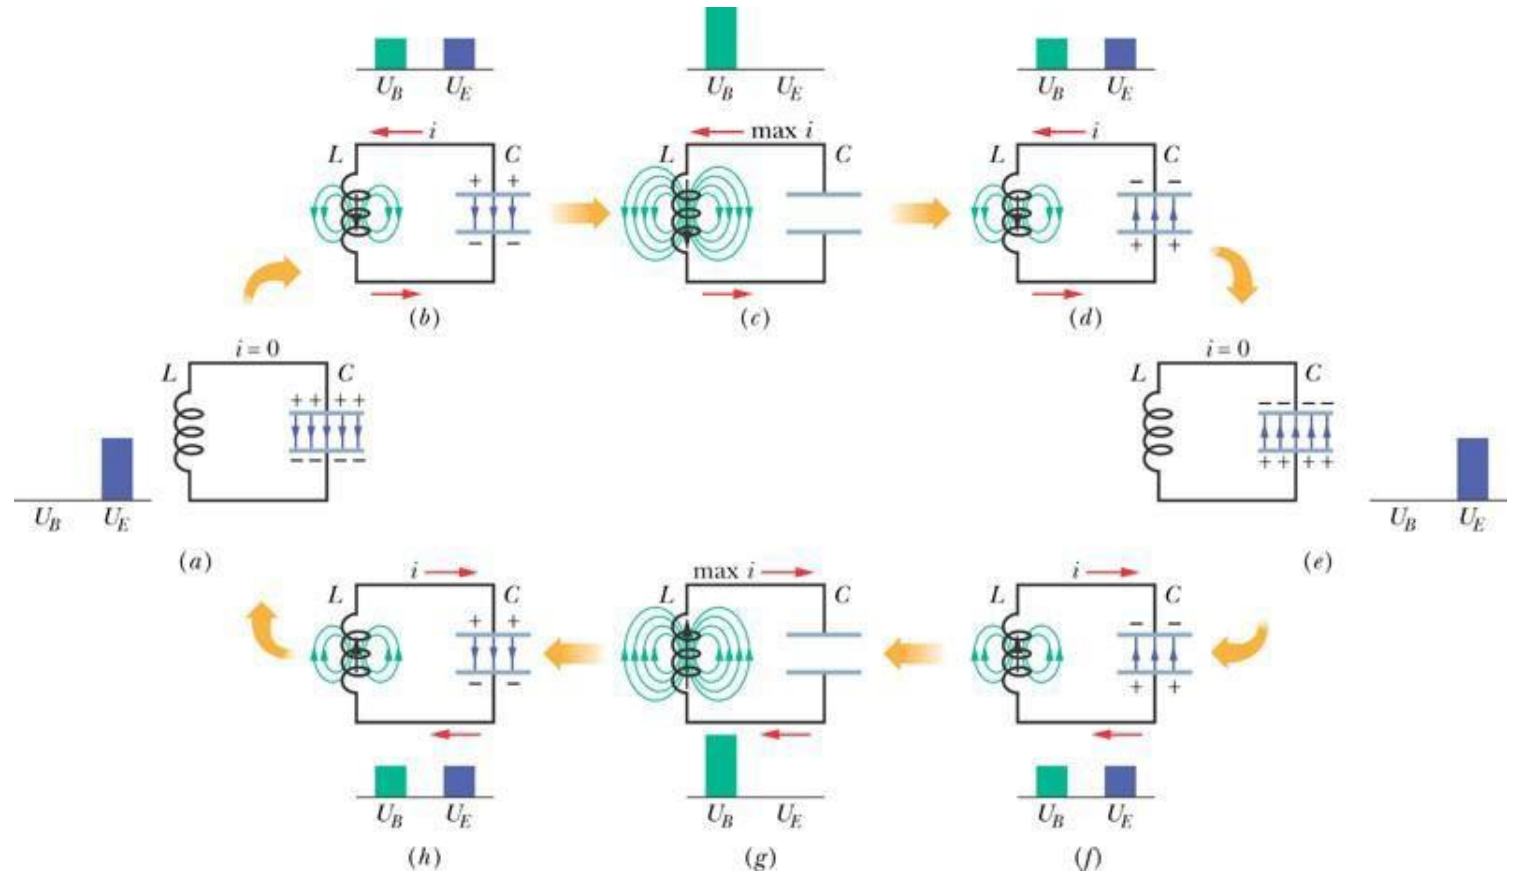 U_B U_E
U_B U_E
U_B U_E
i
L C
+ +
− −
(b)
max i
L C
(c)
i
L C
− −
+ +
(d)
i = 0
L C
+ + + +
− − − −
U_B U_E
(a)
i = 0
L C
− − − −
+ + + +
U_B U_E
(e)
i
L C
+ +
− −
U_B U_E
(h)
max i
L C
U_B U_E
(g)
i
L C
− −
+ +
U_B U_E
(f)